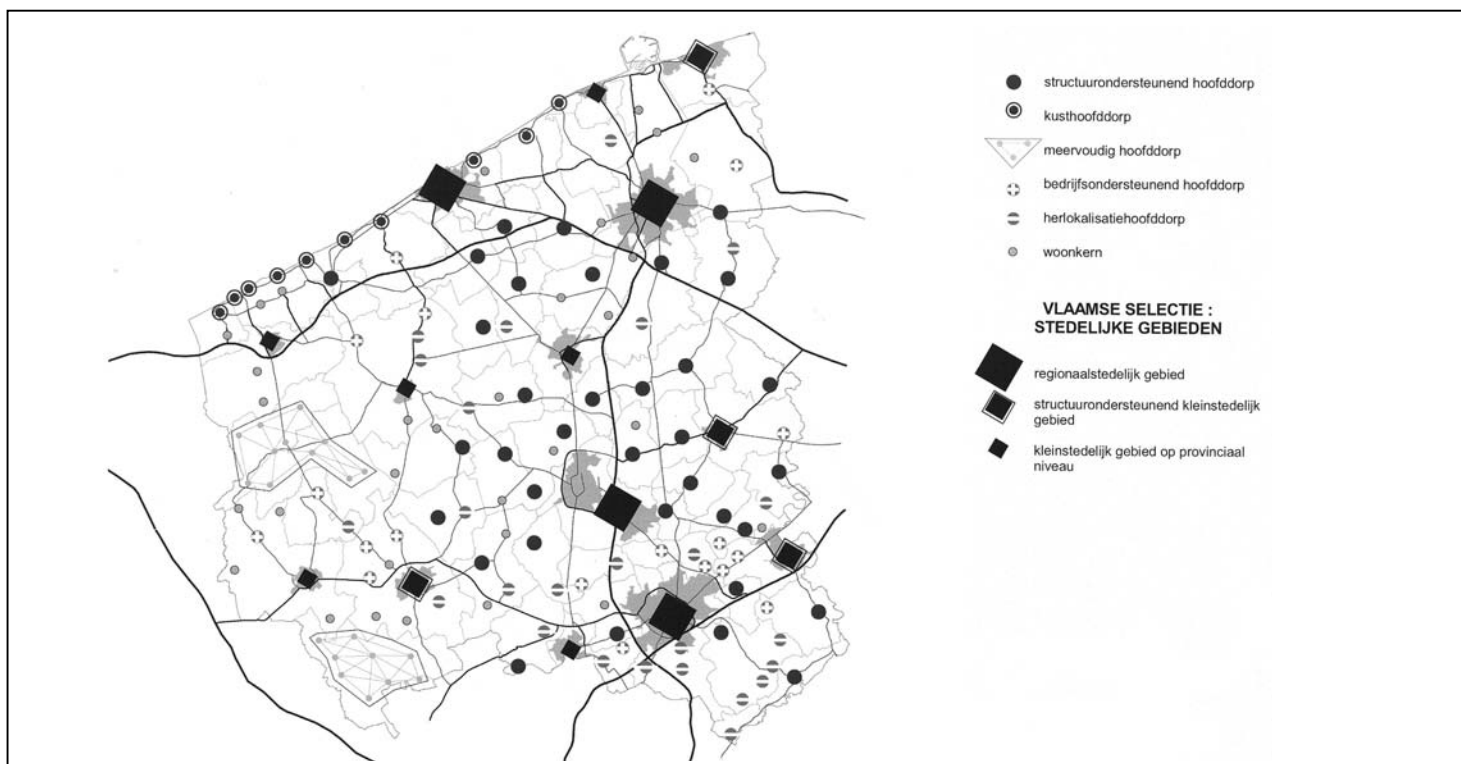 structuurondersteunend hoofddorp
kusthoofddorp
meervoudig hoofddorp
bedrijfsondersteunend hoofddorp
herlokalisatiehoofddorp
woonkern
VLAAMSE SELECTIE :
STEDELIJKE GEBIEDEN
regionaalstedelijk gebied
structuurondersteunend kleinstedelijk
gebied
kleinstedelijk gebied op provinciaal
niveau